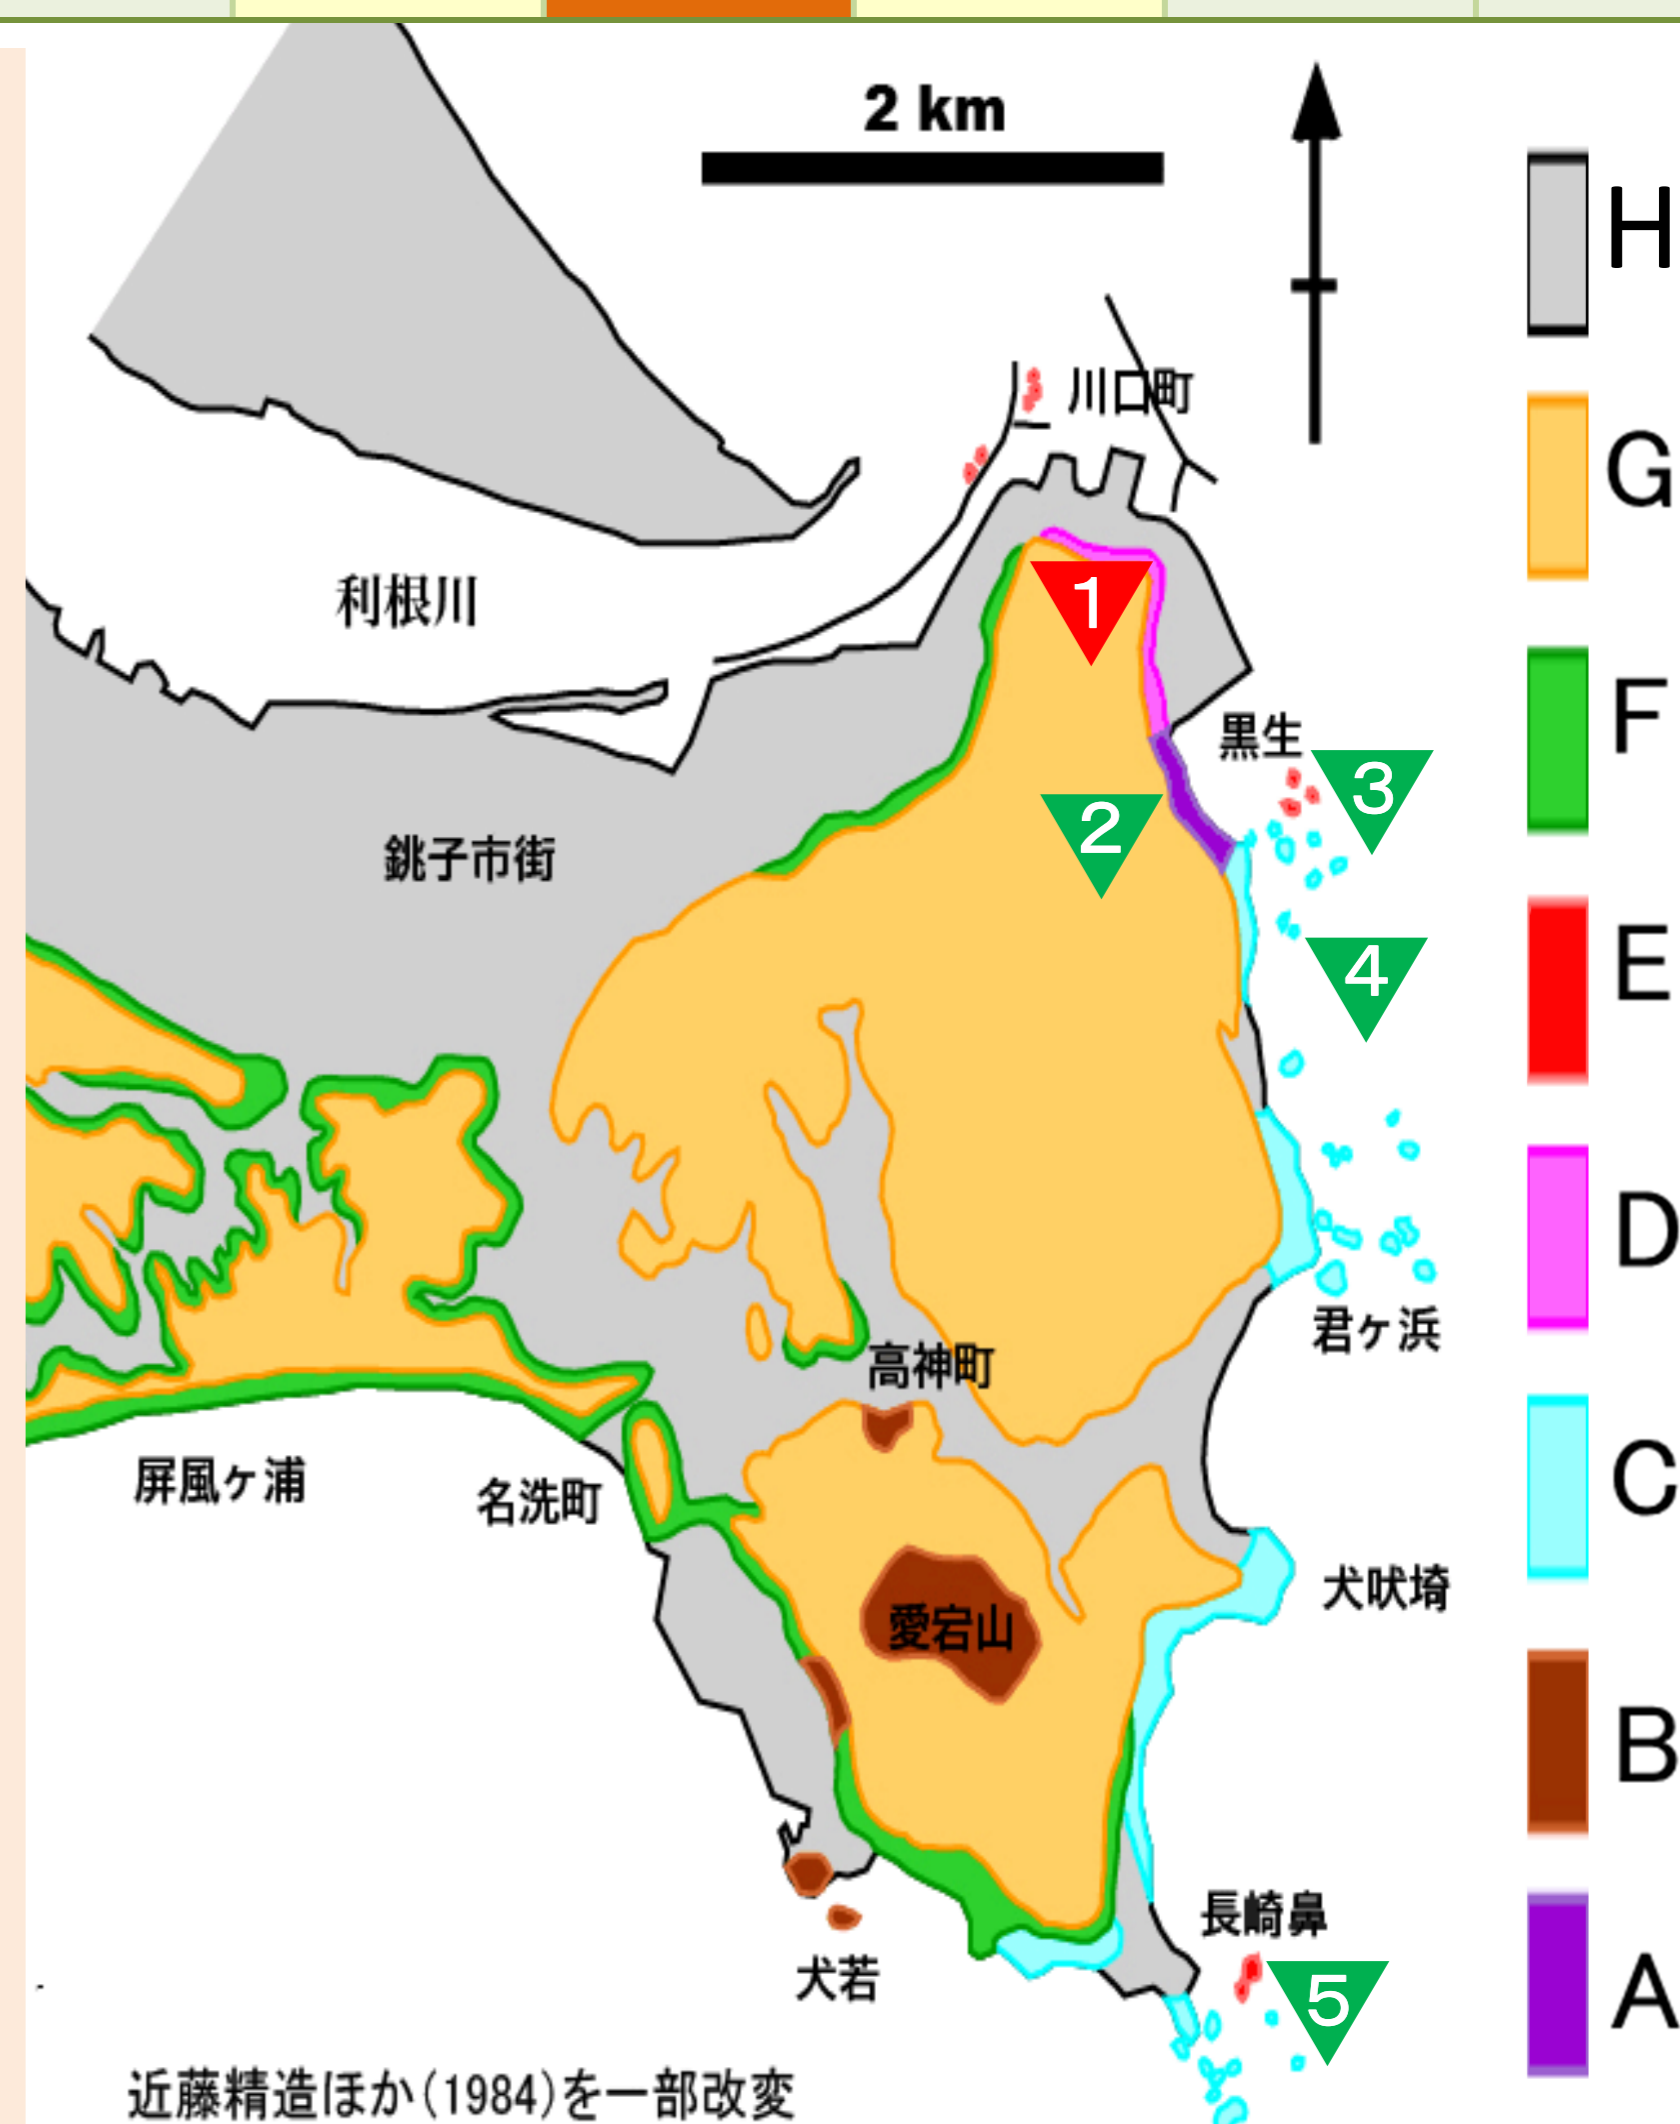 2 km
H
川口町
G
1
利根川
F
黒生
3
2
銚子市街
E
4
D
君ヶ浜
高神町
C
屏風ヶ浦
名洗町
犬吠埼
愛宕山
B
長崎鼻
犬若
5
A
近藤精造ほか(1984)を一部改変